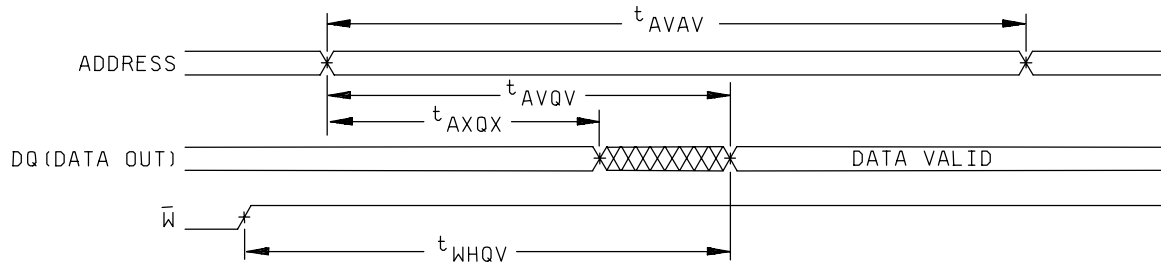 t AVAV
ADDRESS
t AVQV
t AXQX
DQ(DATA OUT)
DATA VALID
W̅
t WHQV